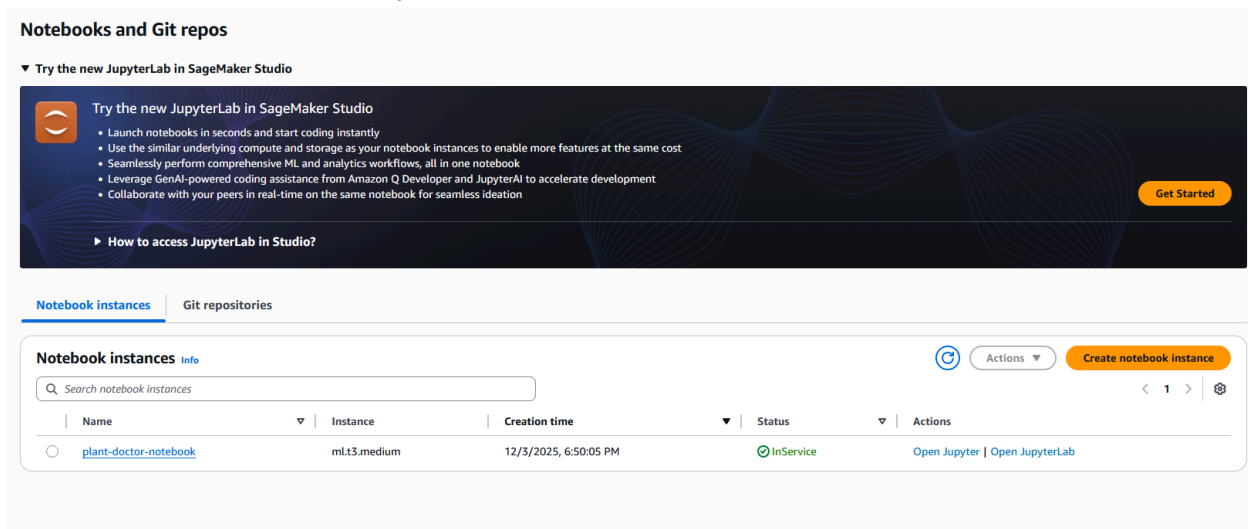 Notebooks and Git repos
▼ Try the new JupyterLab in SageMaker Studio
Try the new JupyterLab in SageMaker Studio
• Launch notebooks in seconds and start coding instantly
• Use the similar underlying compute and storage as your notebook instances to enable more features at the same cost
• Seamlessly perform comprehensive ML and analytics workflows, all in one notebook
• Leverage GenAI-powered coding assistance from Amazon Q Developer and JupyterAI to accelerate development
• Collaborate with your peers in real-time on the same notebook for seamless ideation
Get Started
▶ How to access JupyterLab in Studio?
Notebook instances Git repositories
Notebook instances Info Actions ▼ Create notebook instance
Search notebook instances < 1 >
Name Instance Creation time Status Actions
plant-doctor-notebook ml.t3.medium 12/3/2025, 6:50:05 PM InService Open Jupyter | Open JupyterLab